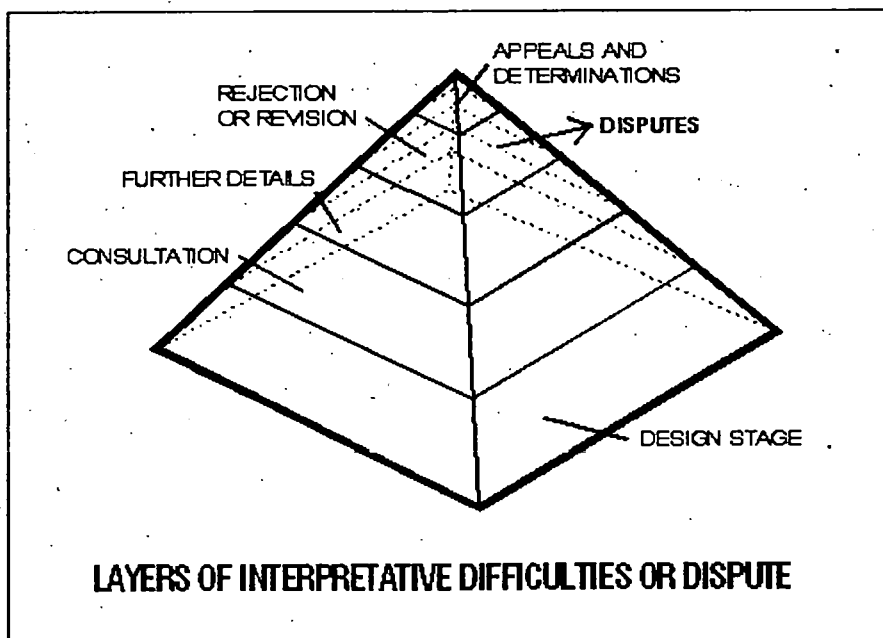 APPEALS AND
DETERMINATIONS
REJECTION
OR REVISION
DISPUTES
FURTHER DETAILS
CONSULTATION
DESIGN STAGE
LAYERS OF INTERPRETATIVE DIFFICULTIES OR DISPUTE